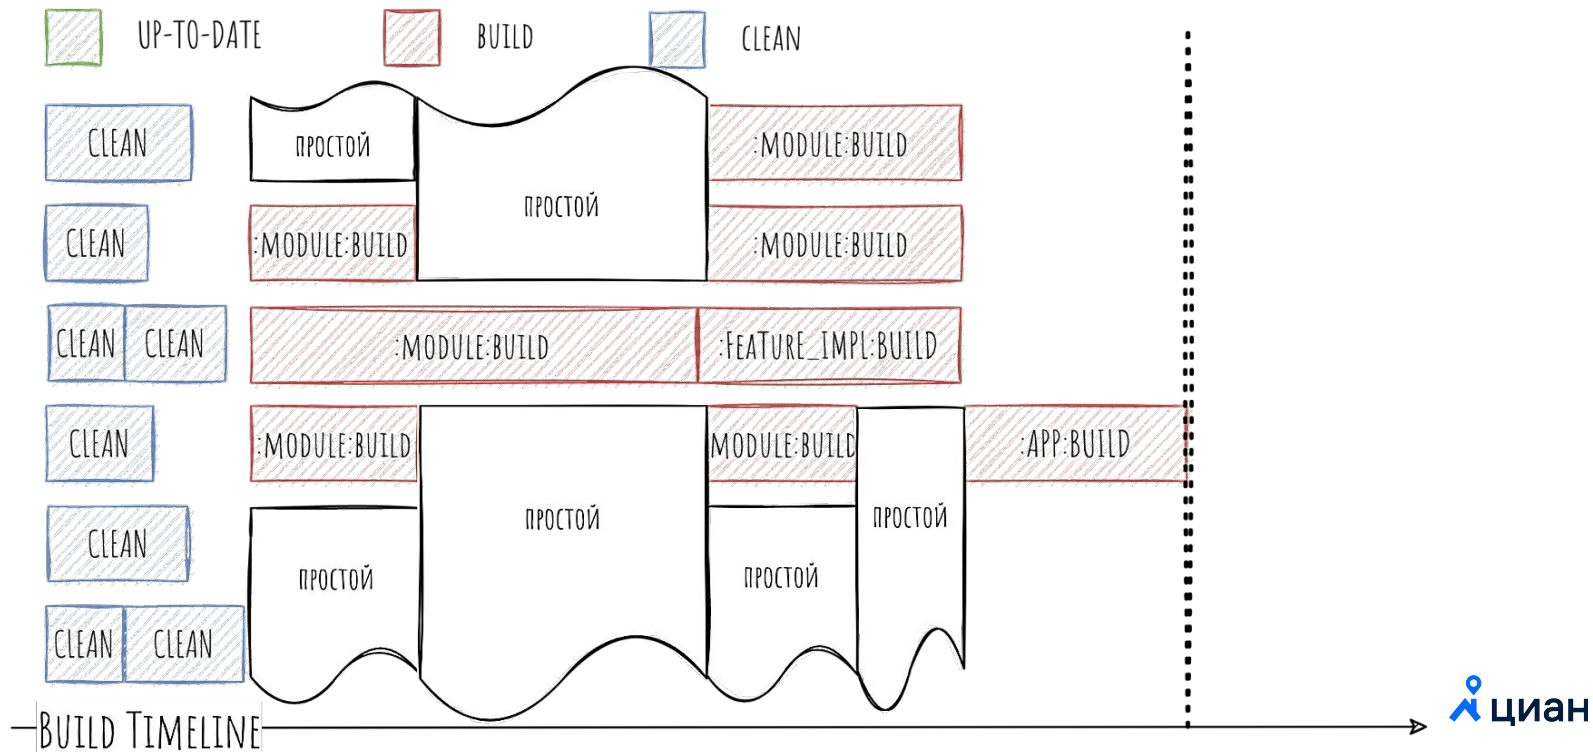 UP-TO-DATE BUILD CLEAN
CLEAN простой :MODULE:BUILD
простой
CLEAN :MODULE:BUILD :MODULE:BUILD
CLEAN CLEAN :MODULE:BUILD :FEATURE_IMPL:BUILD
CLEAN :MODULE:BUILD MODULE:BUILD :APP:BUILD
простой простой
CLEAN
простой простой
CLEAN CLEAN
BUILD TIMELINE
циан